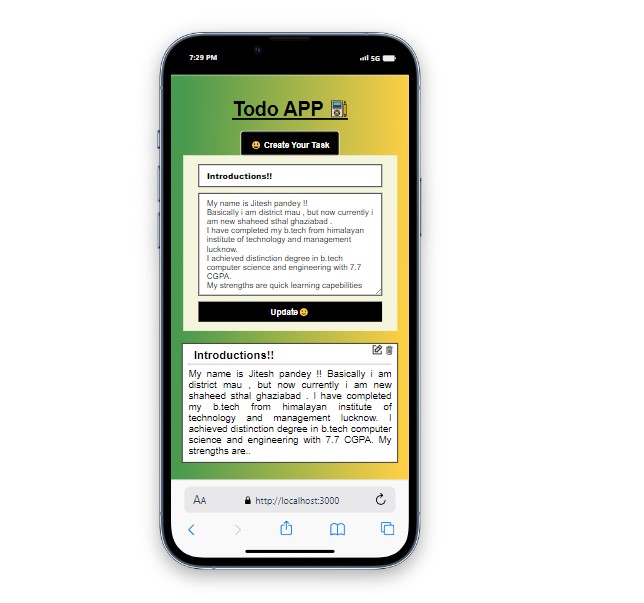 7:29 PM
5G
Todo APP
Create Your Task
Introductions!!
My name is Jitesh pandey !!
Basically i am district mau , but now currently i
am new shaheed sthal ghaziabad .
I have completed my b.tech from himalayan
institute of technology and management
lucknow.
I achieved distinction degree in b.tech
computer science and engineering with 7.7
CGPA.
My strengths are quick learning capebilities
Update
Introductions!!
My name is Jitesh pandey !! Basically i am
district mau , but now currently i am new
shaheed sthal ghaziabad . I have completed
my b.tech from himalayan institute of
technology and management lucknow. I
achieved distinction degree in b.tech computer
science and engineering with 7.7 CGPA. My
strengths are..
AA
http://localhost:3000